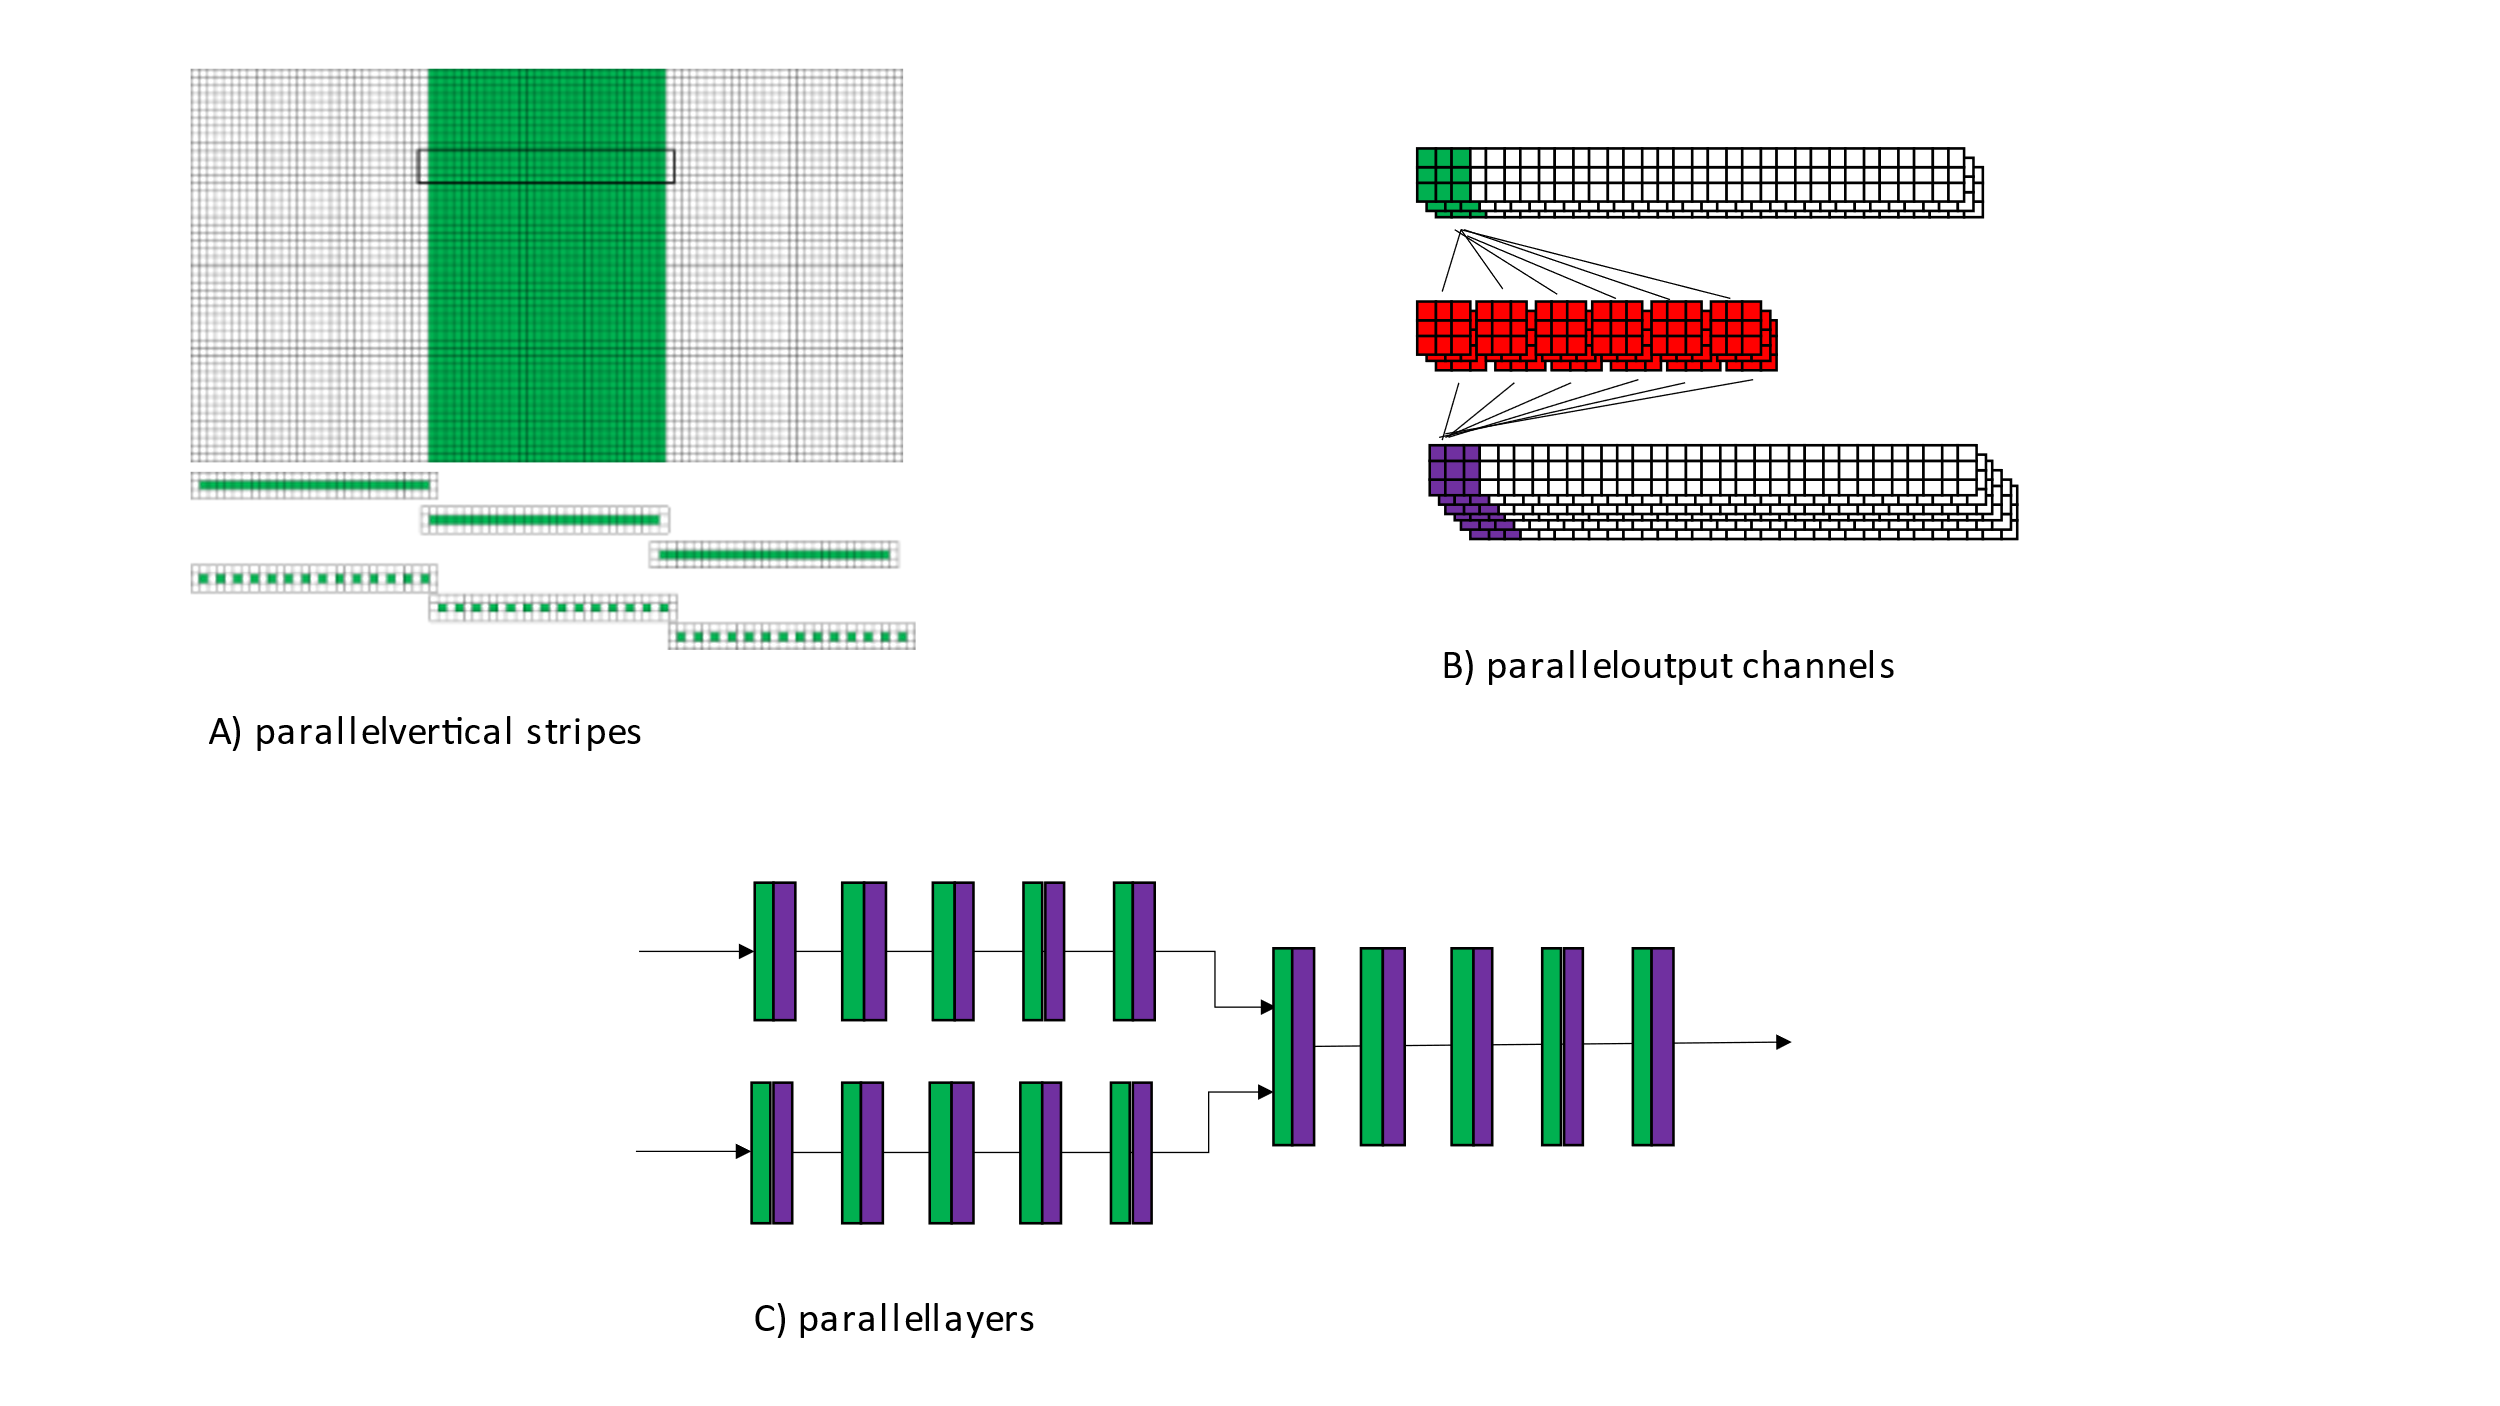 A) parallelvertical stripes
B) paralleloutput channels
C) parallellayers